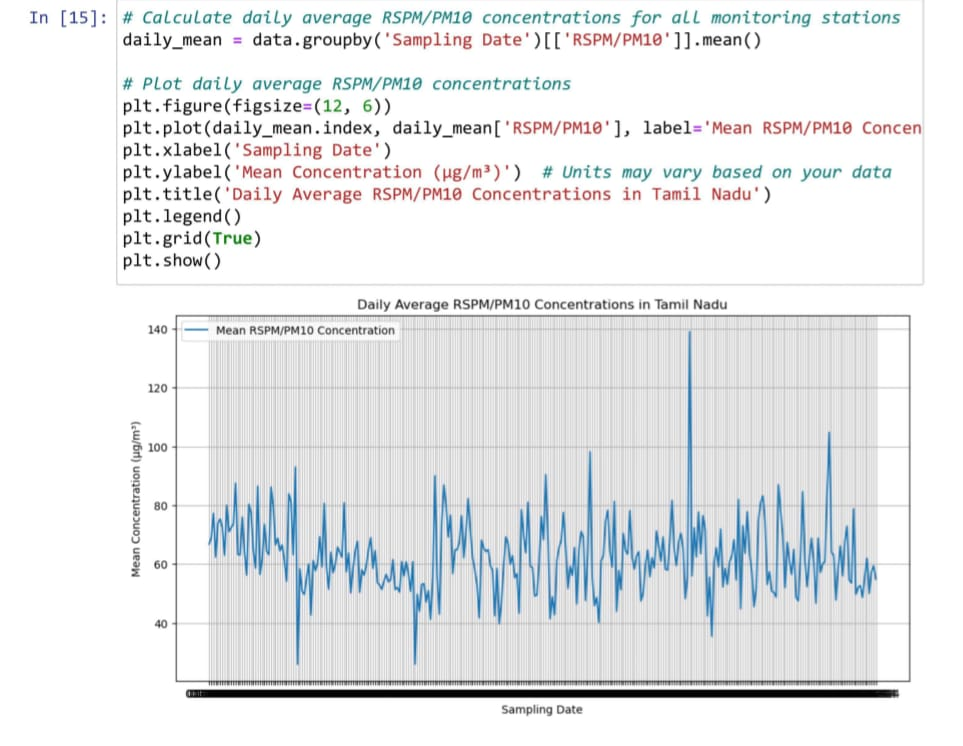 In [15]: # Calculate daily average RSPM/PM10 concentrations for all monitoring stations
daily_mean = data.groupby('Sampling Date')[['RSPM/PM10']].mean()
# Plot daily average RSPM/PM10 concentrations
plt.figure(figsize=(12, 6))
plt.plot(daily_mean.index, daily_mean['RSPM/PM10'], label='Mean RSPM/PM10 Concen
plt.xlabel('Sampling Date')
plt.ylabel('Mean Concentration (µg/m³)')  # Units may vary based on your data
plt.title('Daily Average RSPM/PM10 Concentrations in Tamil Nadu')
plt.legend()
plt.grid(True)
plt.show()
Daily Average RSPM/PM10 Concentrations in Tamil Nadu
Mean RSPM/PM10 Concentration
140
120
100
80
60
40
Mean Concentration (µg/m³)
Sampling Date